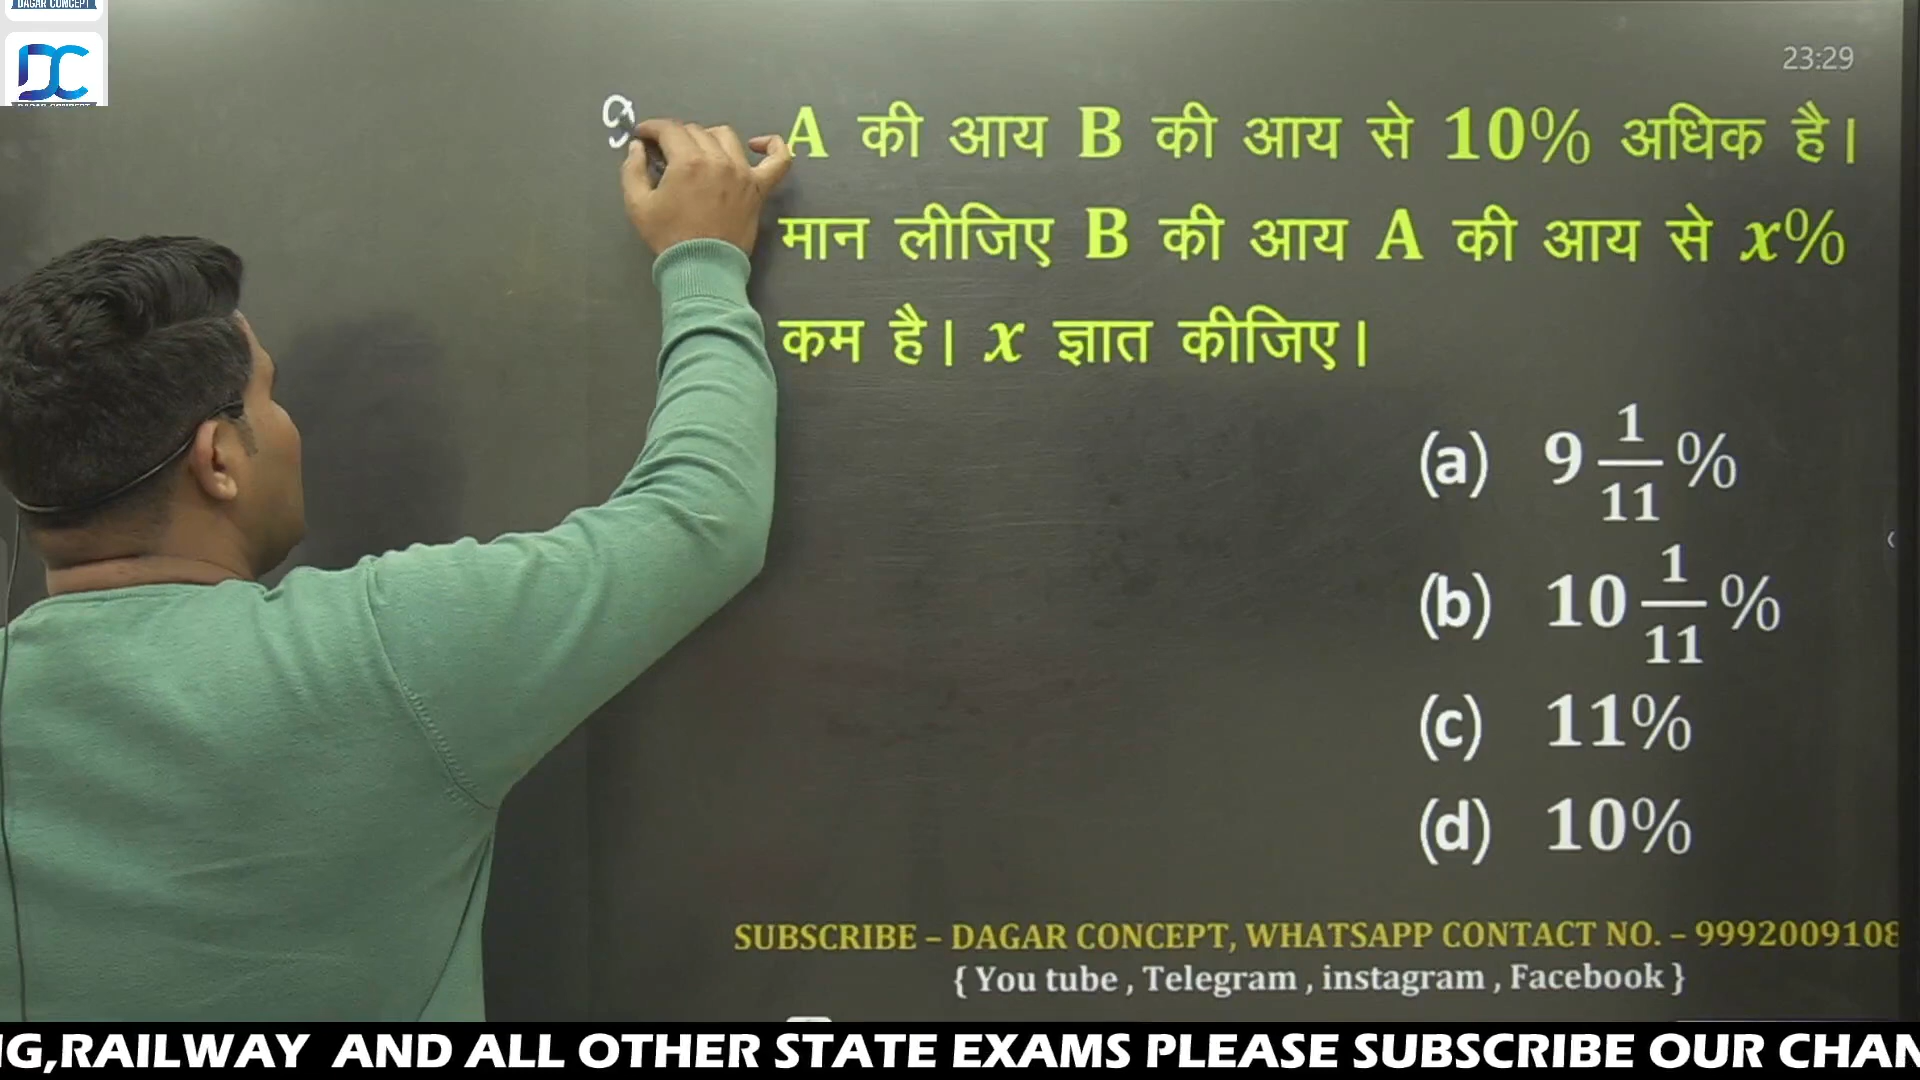 DAGAR CONCEPT
DC
23:29
9
A की आय B की आय से 10% अधिक है।
मान लीजिए B की आय A की आय से x%
कम है। x ज्ञात कीजिए।
(a) 9 1/11 %
(b) 10 1/11 %
(c) 11%
(d) 10%
SUBSCRIBE – DAGAR CONCEPT, WHATSAPP CONTACT NO. – 9992009108
{ You tube , Telegram , instagram , Facebook }
G,RAILWAY AND ALL OTHER STATE EXAMS PLEASE SUBSCRIBE OUR CHAN